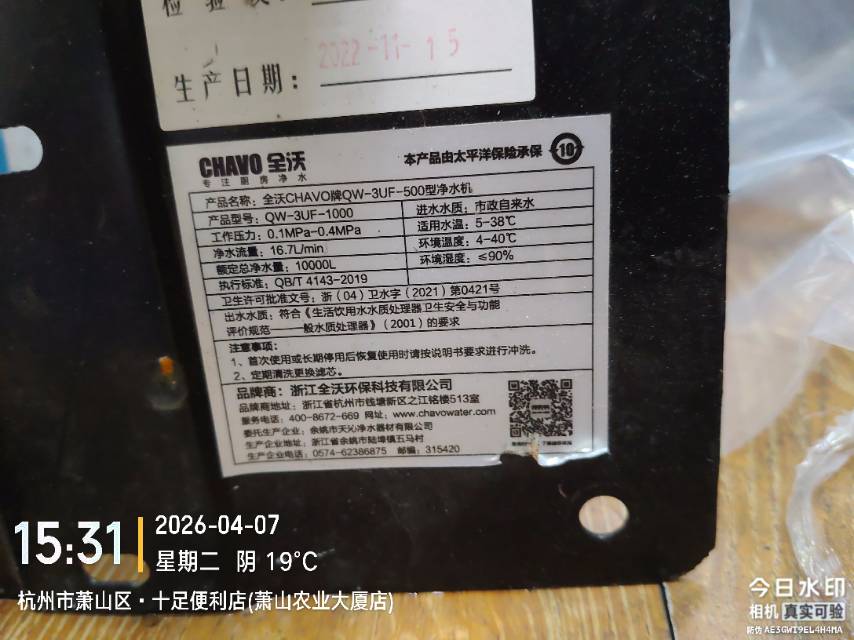 检验
2022-11-15
生产日期：
CHAVO 全沃
专注厨房净水
本产品由太平洋保险承保
10
产品名称：全沃CHAVO牌QW-3UF-500型净水机
产品型号：QW-3UF-1000
进水水质：市政自来水
工作压力：0.1MPa-0.4MPa
适用水温：5-38℃
净水流量：16.7L/min
环境温度：4-40℃
额定总净水量：10000L
环境湿度：≤90%
执行标准：QB/T 4143-2019
卫生许可批准文号：浙（04）卫水字（2021）第0421号
出水水质：符合《生活饮用水水质处理器卫生安全与功能
评价规范——一般水质处理器》（2001）的要求
注意事项：
1、首次使用或长期停用后恢复使用时请按说明书要求进行冲洗。
2、定期清洗更换滤芯。
品牌商：浙江全沃环保科技有限公司
品牌商地址：浙江省杭州市钱塘新区之江铭楼513室
服务电话：400-8672-669 网址：www.chavowater.com
委托生产企业：余姚市天沁净水器材有限公司
生产企业地址：浙江省余姚市陆埠镇五马村
生产企业电话：0574-62386875 邮编：315420
15:31
2026-04-07
星期二 阴 19℃
杭州市萧山区·十足便利店(萧山农业大厦店)
今日水印
相机 真实可验
防伪 AE3GWI9EL4H4MA